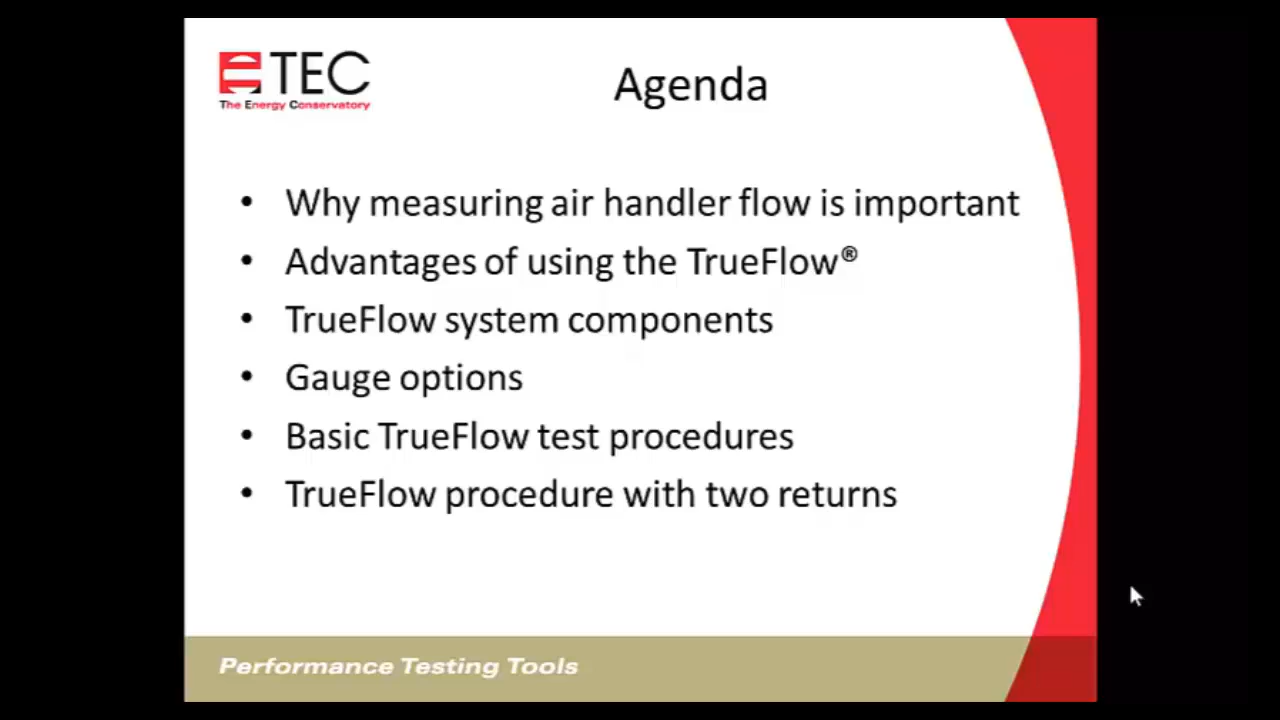 TEC
The Energy Conservatory
Agenda
• Why measuring air handler flow is important
• Advantages of using the TrueFlow®
• TrueFlow system components
• Gauge options
• Basic TrueFlow test procedures
• TrueFlow procedure with two returns
Performance Testing Tools